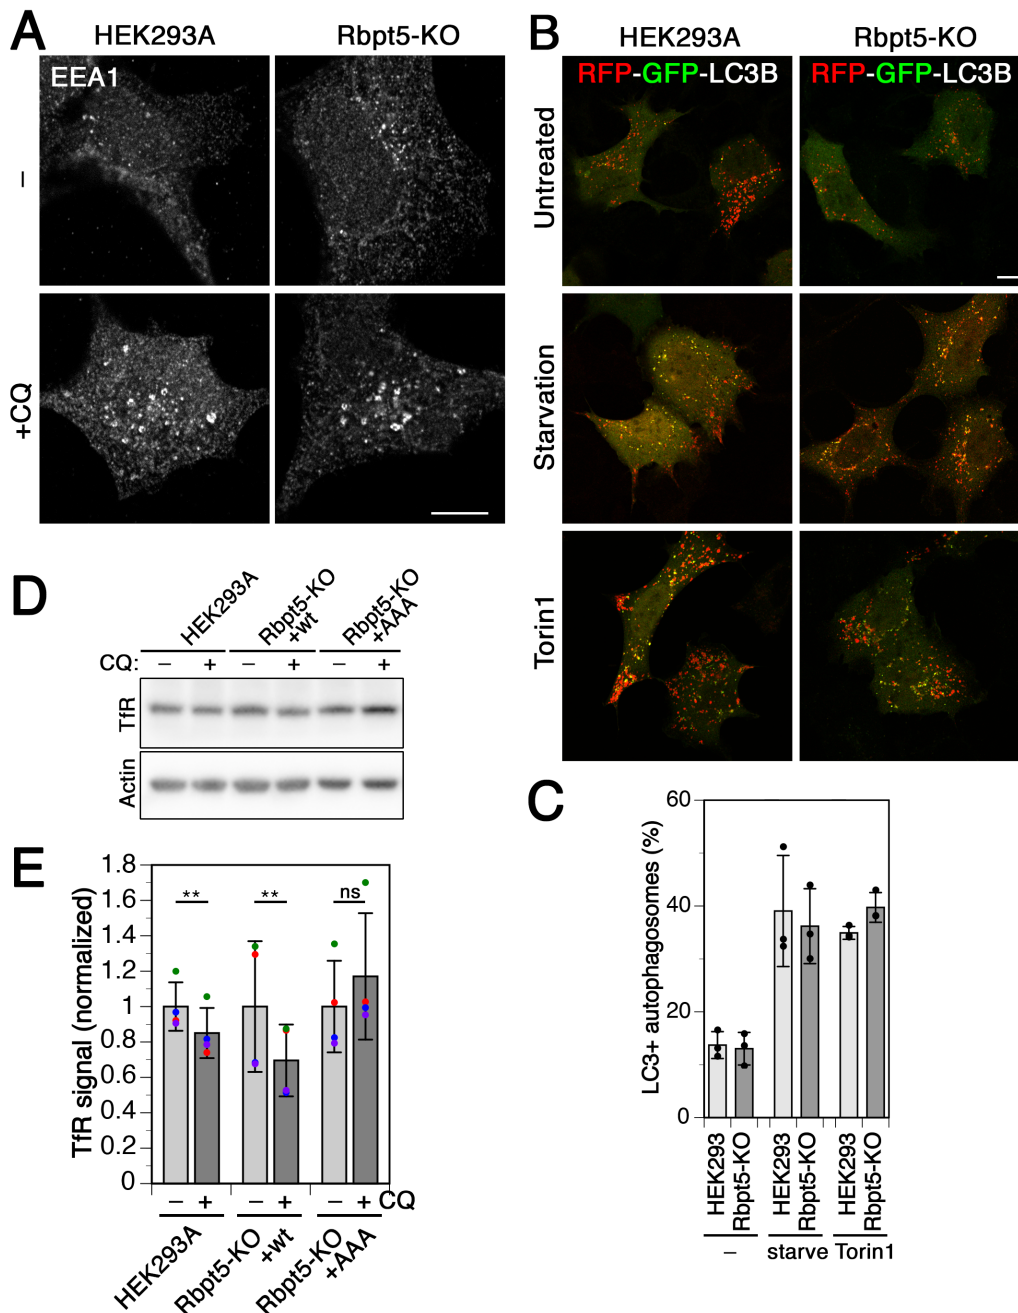 A
HEK293A
Rbpt5-KO
EEA1
–
+CQ
B
HEK293A
Rbpt5-KO
RFP-GFP-LC3B
RFP-GFP-LC3B
Untreated
Starvation
Torin1
D
HEK293A
Rbpt5-KO
+wt
Rbpt5-KO
+AAA
CQ: – + – + – +
TfR
Actin
C
LC3+ autophagosomes (%)
60
40
20
0
HEK293
Rbpt5-KO
HEK293
Rbpt5-KO
HEK293
Rbpt5-KO
– starve Torin1
E
TfR signal (normalized)
1.8
1.6
1.4
1.2
1
0.8
0.6
0.4
0.2
0
** ** ns
– + – + – + CQ
HEK293A
Rbpt5-KO
+wt
Rbpt5-KO
+AAA